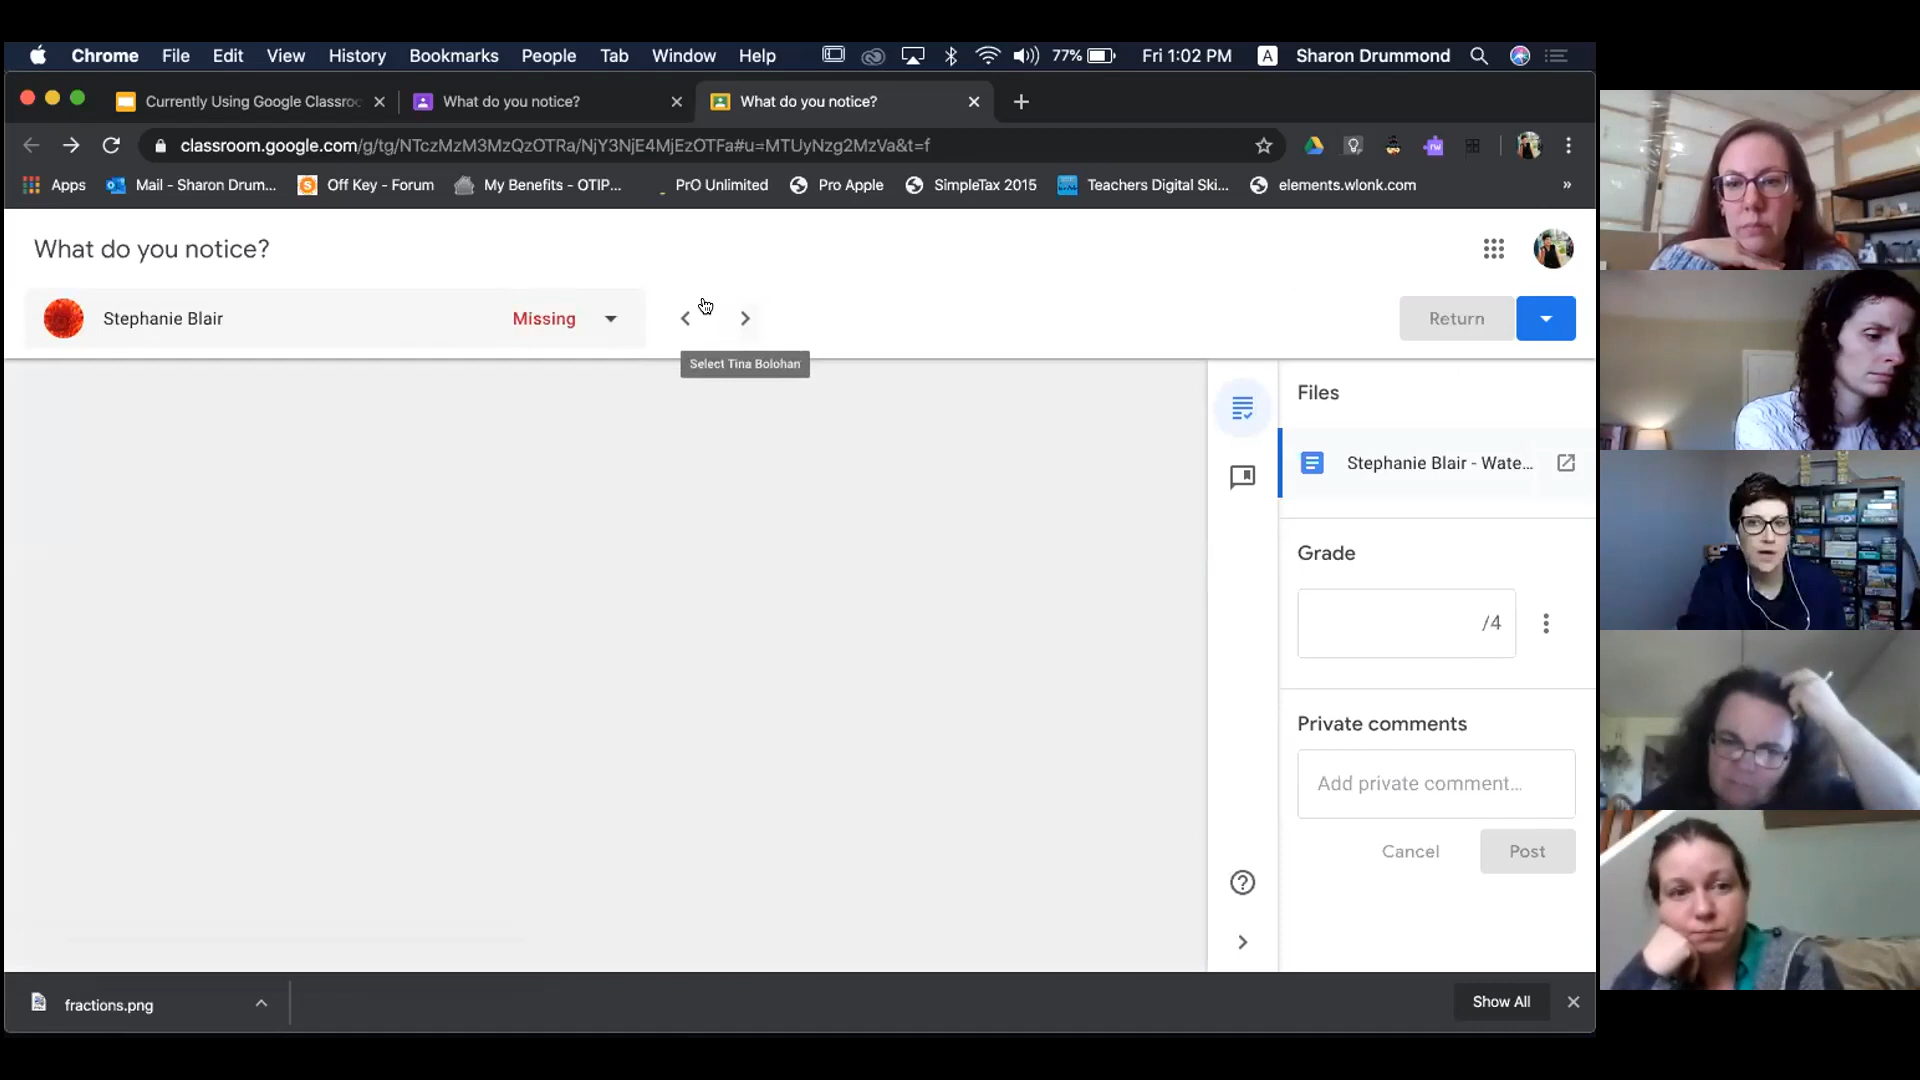 Chrome File Edit View History Bookmarks People Tab Window Help 77% Fri 1:02 PM A Sharon Drummond
Currently Using Google Classroo What do you notice? What do you notice?
classroom.google.com/g/tg/NTczMzM3MzQzOTRa/NjY3NjE4MjEzOTFa#u=MTUyNzg2MzVa&t=f
Apps Mail - Sharon Drum... Off Key - Forum My Benefits - OTIP... PrO Unlimited Pro Apple SimpleTax 2015 Teachers Digital Ski... elements.wlonk.com »
What do you notice?
Stephanie Blair Missing Return
Select Tina Bolohan
Files
Stephanie Blair - Wate...
Grade
/4
Private comments
Add private comment...
Cancel Post
fractions.png Show All